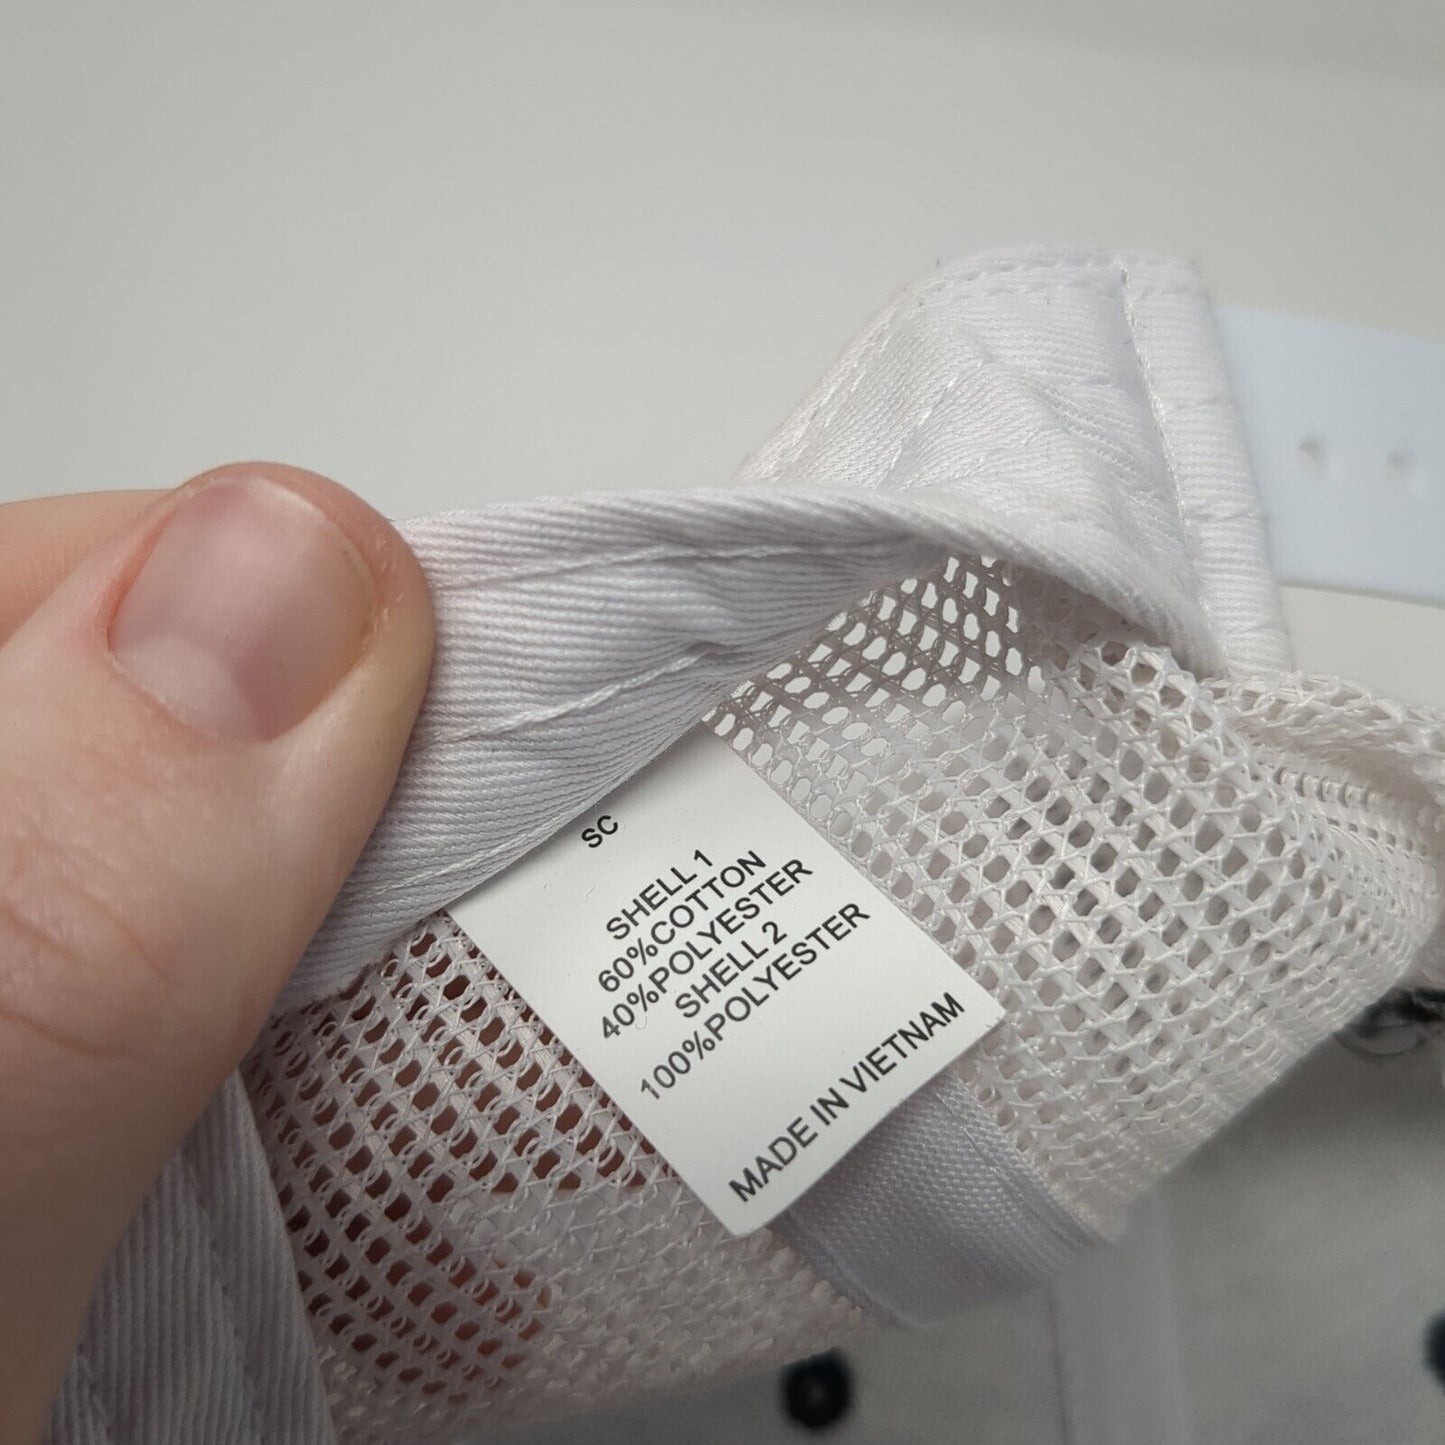 SC
SHELL 1
60%COTTON
40%POLYESTER
SHELL 2
100%POLYESTER
MADE IN VIETNAM